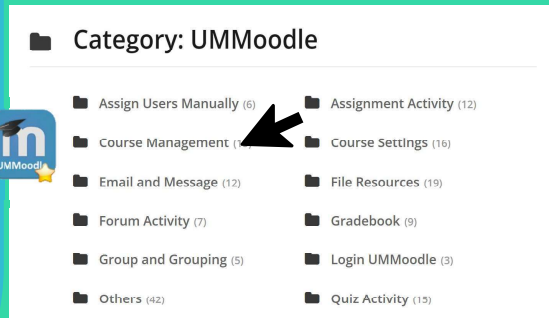 Category: UMMoodle
Assign Users Manually (6)
Assignment Activity (12)
Course Management
Course Settings (16)
UMMoodle
Email and Message (12)
File Resources (19)
Forum Activity (7)
Gradebook (9)
Group and Grouping (5)
Login UMMoodle (3)
Others (42)
Quiz Activity (15)